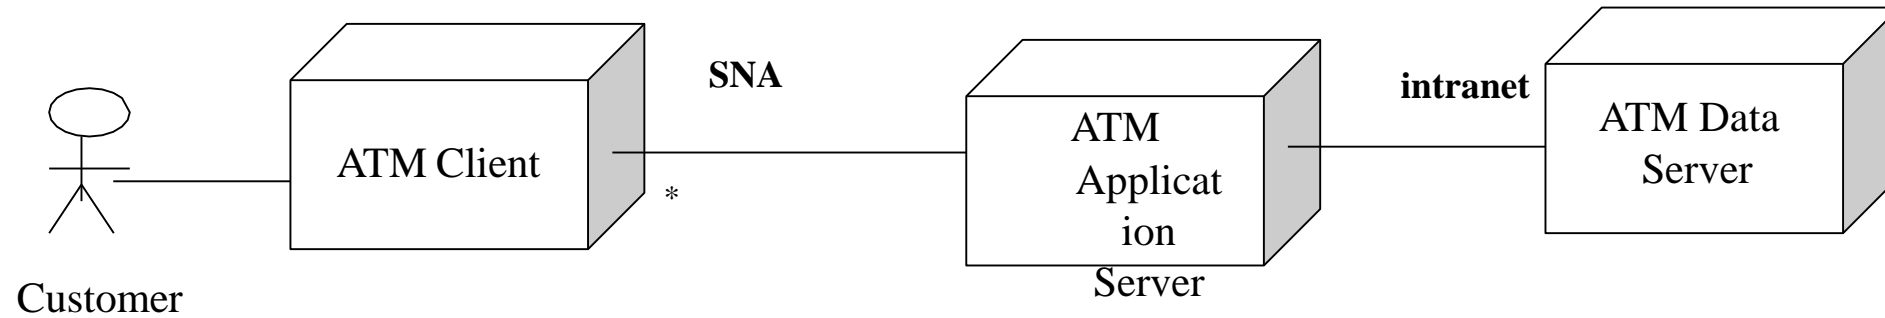 Customer
ATM Client
SNA
*
ATM
Applicat
ion
Server
intranet
ATM Data
Server